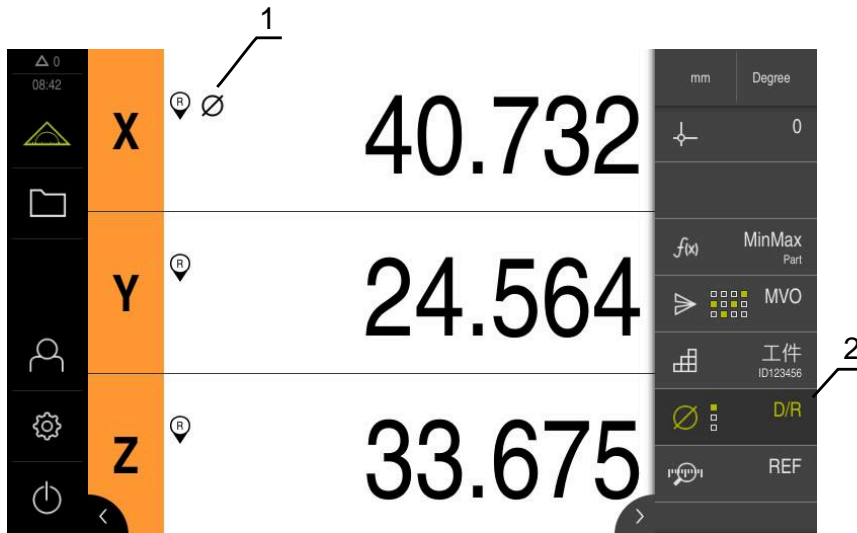 1
0
08:42
mm Degree
X
R
40.732
0
Y
R
24.564
f(x) MinMax
Part
MVO
工件
ID123456
2
D/R
Z
R
33.675
REF